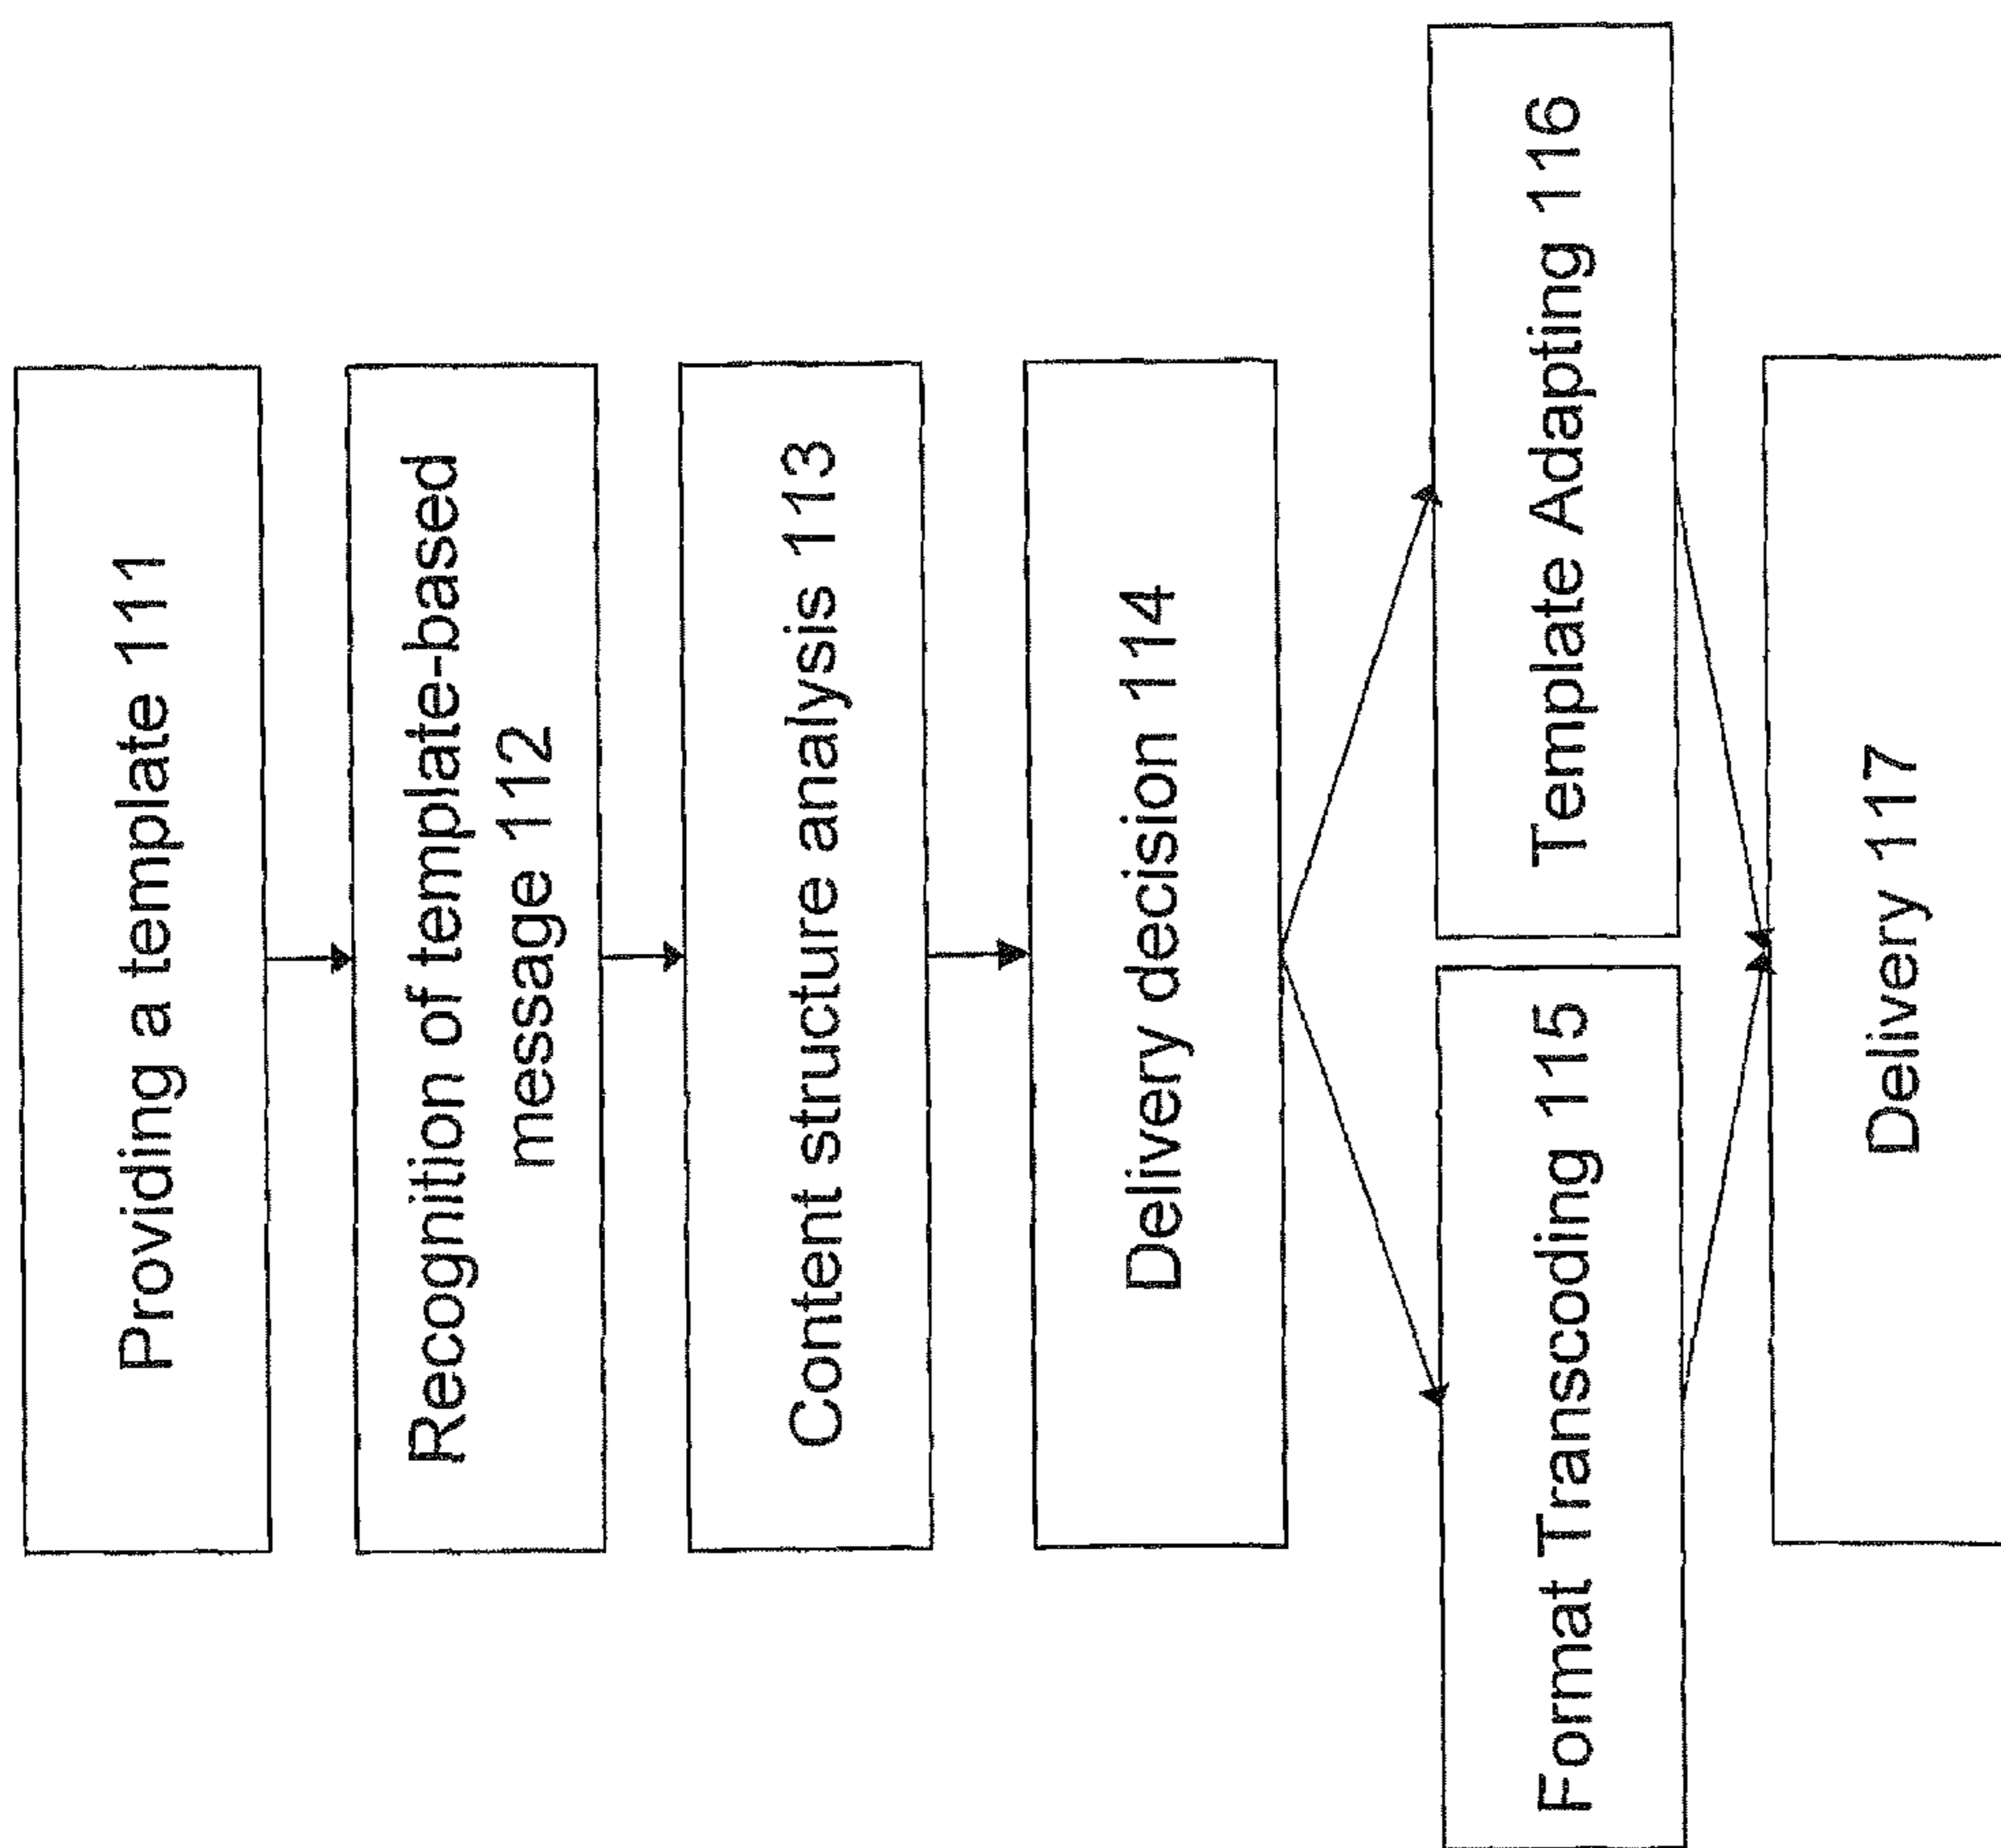 Providing a template 111
Recognition of template-based
message 112
Content structure analysis 113
Delivery decision 114
Format Transcoding 115
Template Adapting 116
Delivery 117